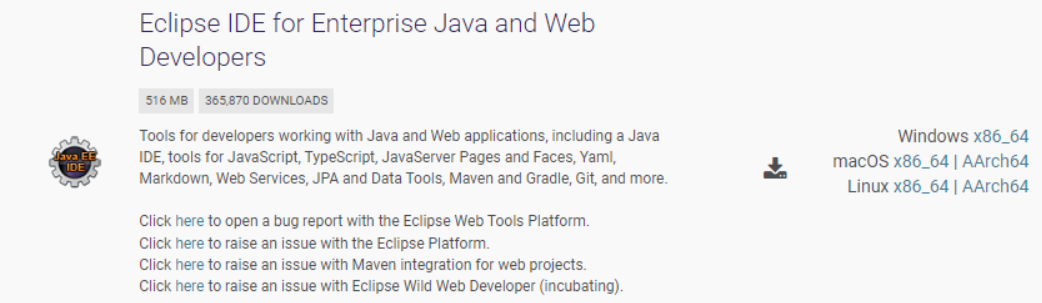 Eclipse IDE for Enterprise Java and Web
Developers
516 MB 365,870 DOWNLOADS
Java EE
IDE
Tools for developers working with Java and Web applications, including a Java
IDE, tools for JavaScript, TypeScript, JavaServer Pages and Faces, Yaml,
Markdown, Web Services, JPA and Data Tools, Maven and Gradle, Git, and more.
Click here to open a bug report with the Eclipse Web Tools Platform.
Click here to raise an issue with the Eclipse Platform.
Click here to raise an issue with Maven integration for web projects.
Click here to raise an issue with Eclipse Wild Web Developer (incubating).
Windows x86_64
macOS x86_64 | AArch64
Linux x86_64 | AArch64